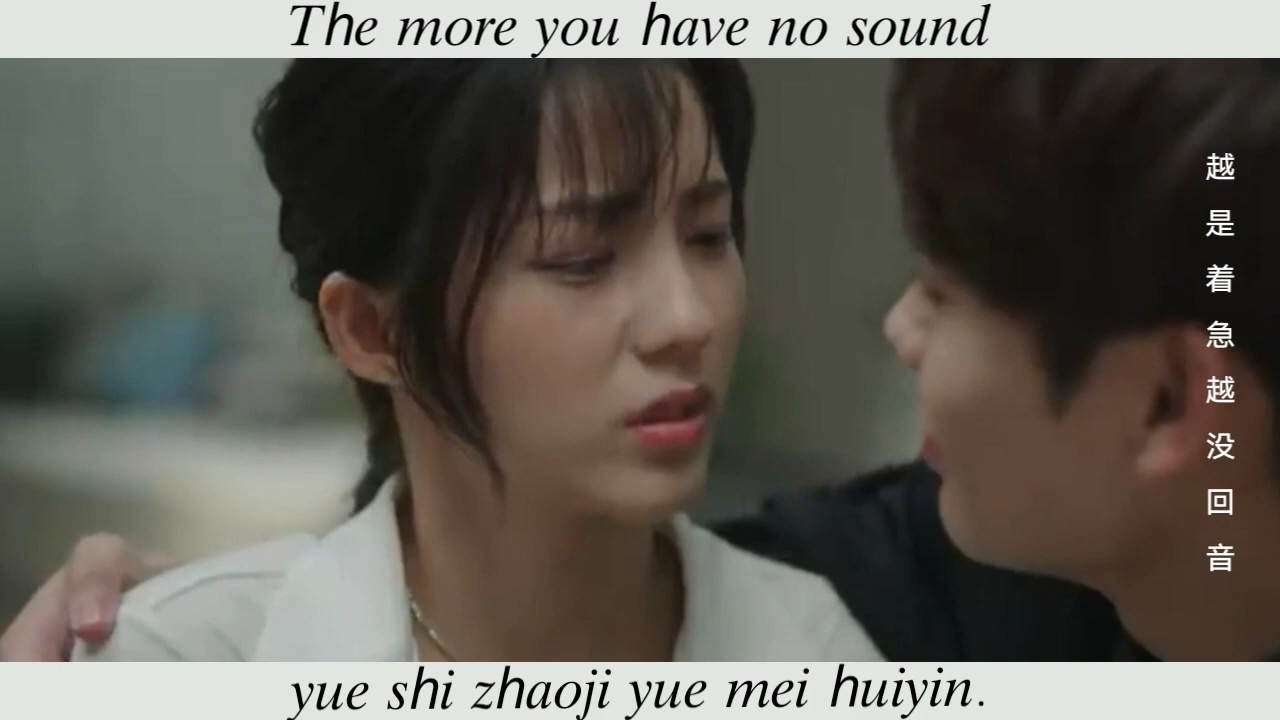 The more you have no sound
越是着急越没回音
yue shi zhaoji yue mei huiyin.